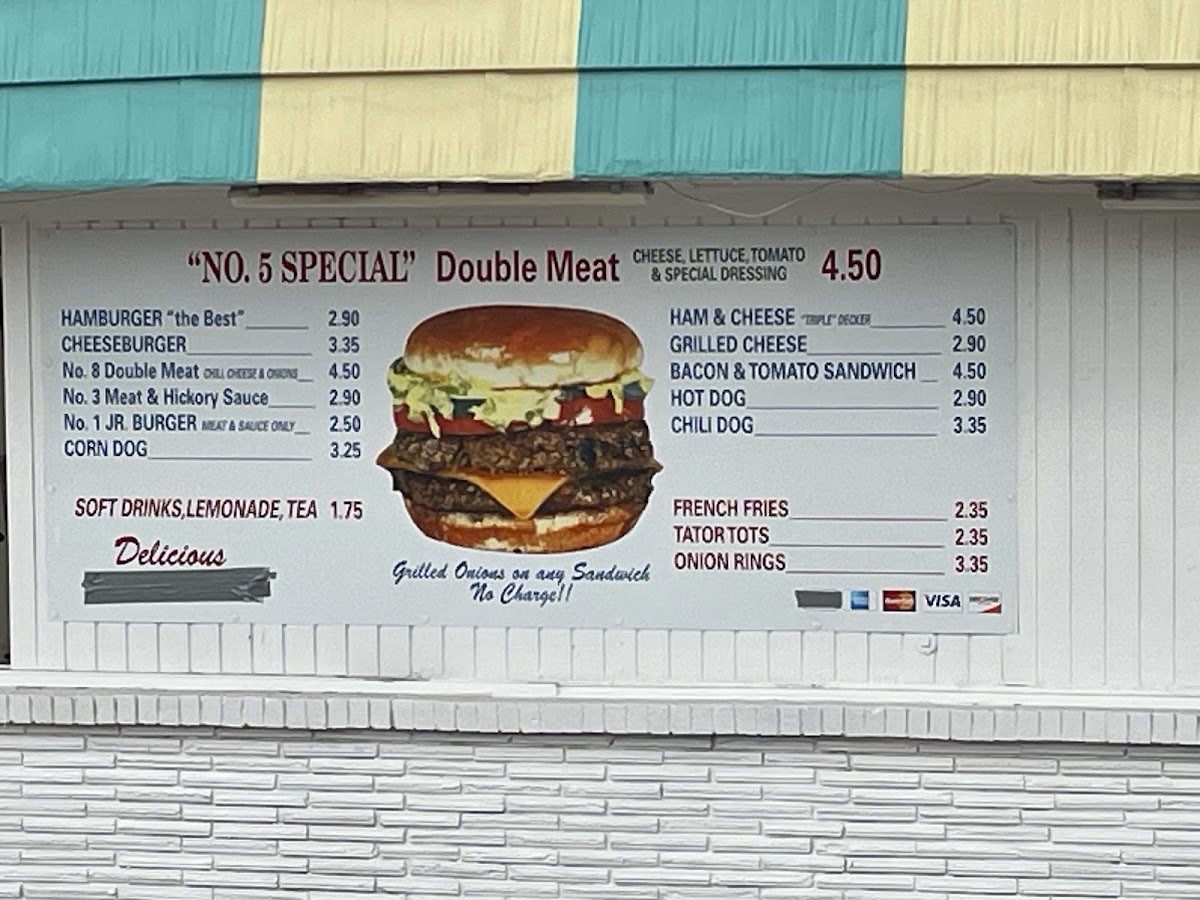 "NO. 5 SPECIAL" Double Meat CHEESE, LETTUCE, TOMATO & SPECIAL DRESSING 4.50
HAMBURGER "the Best" 2.90
CHEESEBURGER 3.35
No. 8 Double Meat CHILI, CHEESE & ONIONS 4.50
No. 3 Meat & Hickory Sauce 2.90
No. 1 JR. BURGER MEAT & SAUCE ONLY 2.50
CORN DOG 3.25
SOFT DRINKS, LEMONADE, TEA 1.75
Delicious
Grilled Onions on any Sandwich
No Charge!!
HAM & CHEESE "TRIPLE" DECKER 4.50
GRILLED CHEESE 2.90
BACON & TOMATO SANDWICH 4.50
HOT DOG 2.90
CHILI DOG 3.35
FRENCH FRIES 2.35
TATOR TOTS 2.35
ONION RINGS 3.35
MasterCard VISA DISCOVER